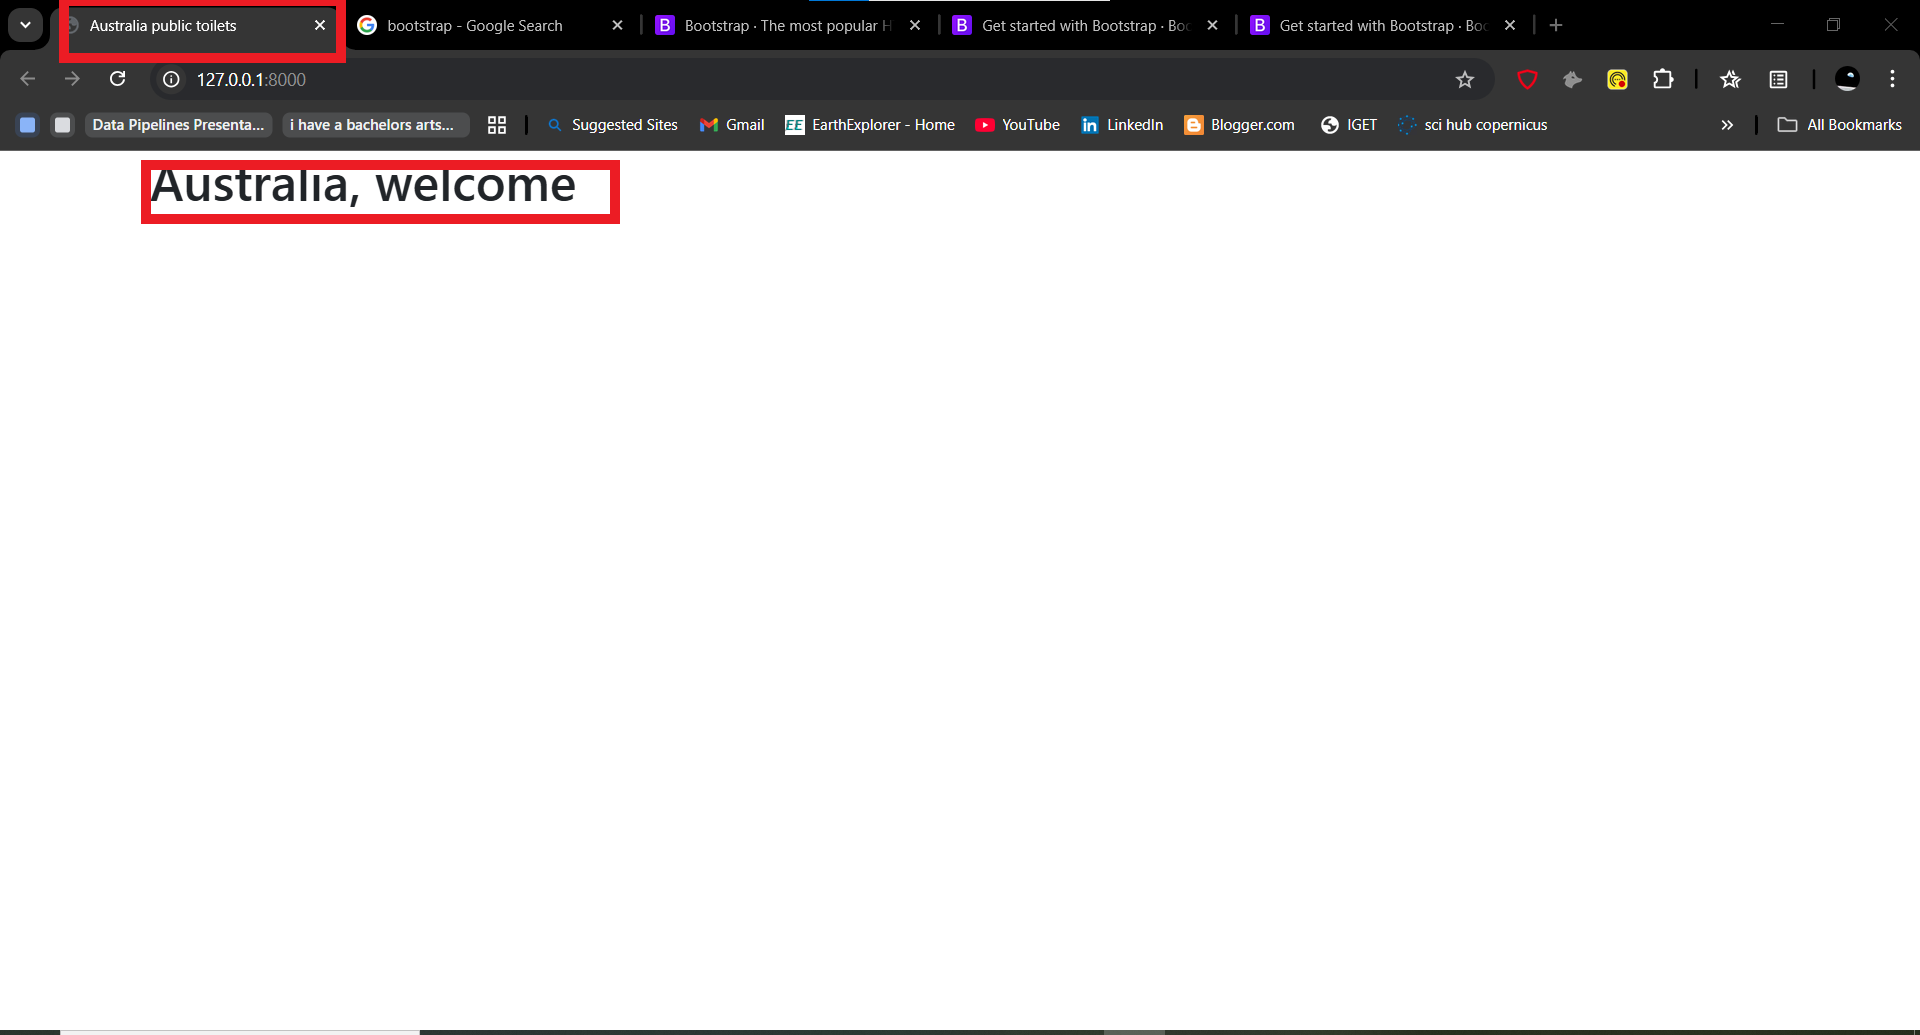 Australia public toilets
bootstrap - Google Search
Bootstrap · The most popular H
Get started with Bootstrap · Boo
Get started with Bootstrap · Boo
127.0.0.1:8000
Data Pipelines Presenta...
i have a bachelors arts...
Suggested Sites
Gmail
EE
EarthExplorer - Home
YouTube
in
LinkedIn
Blogger.com
IGET
sci hub copernicus
All Bookmarks
Australia, welcome